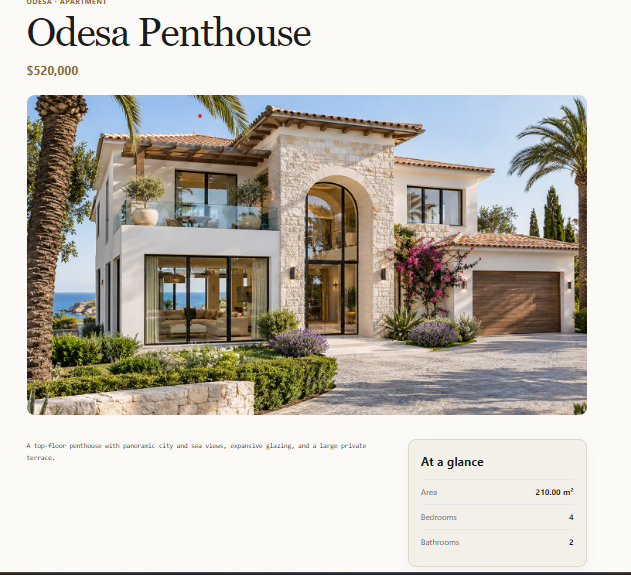 ODESA · APARTMENT
Odesa Penthouse
$520,000
A top-floor penthouse with panoramic city and sea views, expansive glazing, and a large private
terrace.
At a glance
Area 210.00 m²
Bedrooms 4
Bathrooms 2